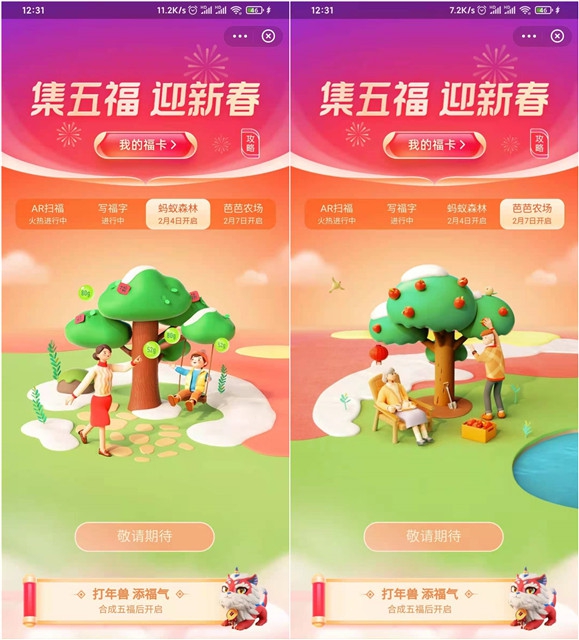 12:31
11.2K/s
46
集五福 迎新春
我的福卡
攻略
AR扫福
火热进行中
写福字
进行中
蚂蚁森林
2月4日开启
芭芭农场
2月7日开启
敬请期待
打年兽 添福气
合成五福后开启
12:31
7.2K/s
46
集五福 迎新春
我的福卡
攻略
AR扫福
火热进行中
写福字
进行中
蚂蚁森林
2月4日开启
芭芭农场
2月7日开启
敬请期待
打年兽 添福气
合成五福后开启